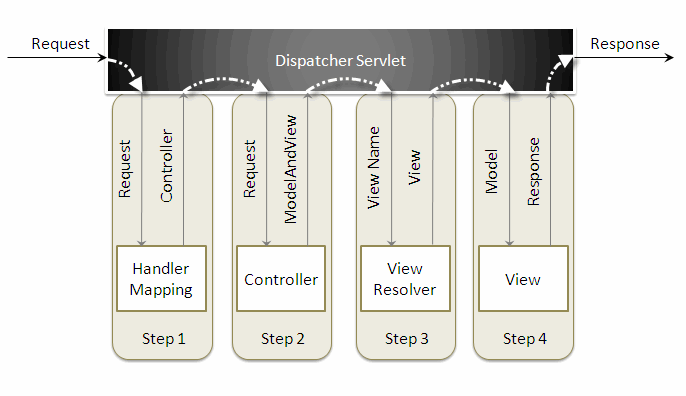 Request
Dispatcher Servlet
Response
Request
Controller
Request
ModelAndView
View Name
View
Model
Response
Handler
Mapping
Controller
View
Resolver
View
Step 1
Step 2
Step 3
Step 4